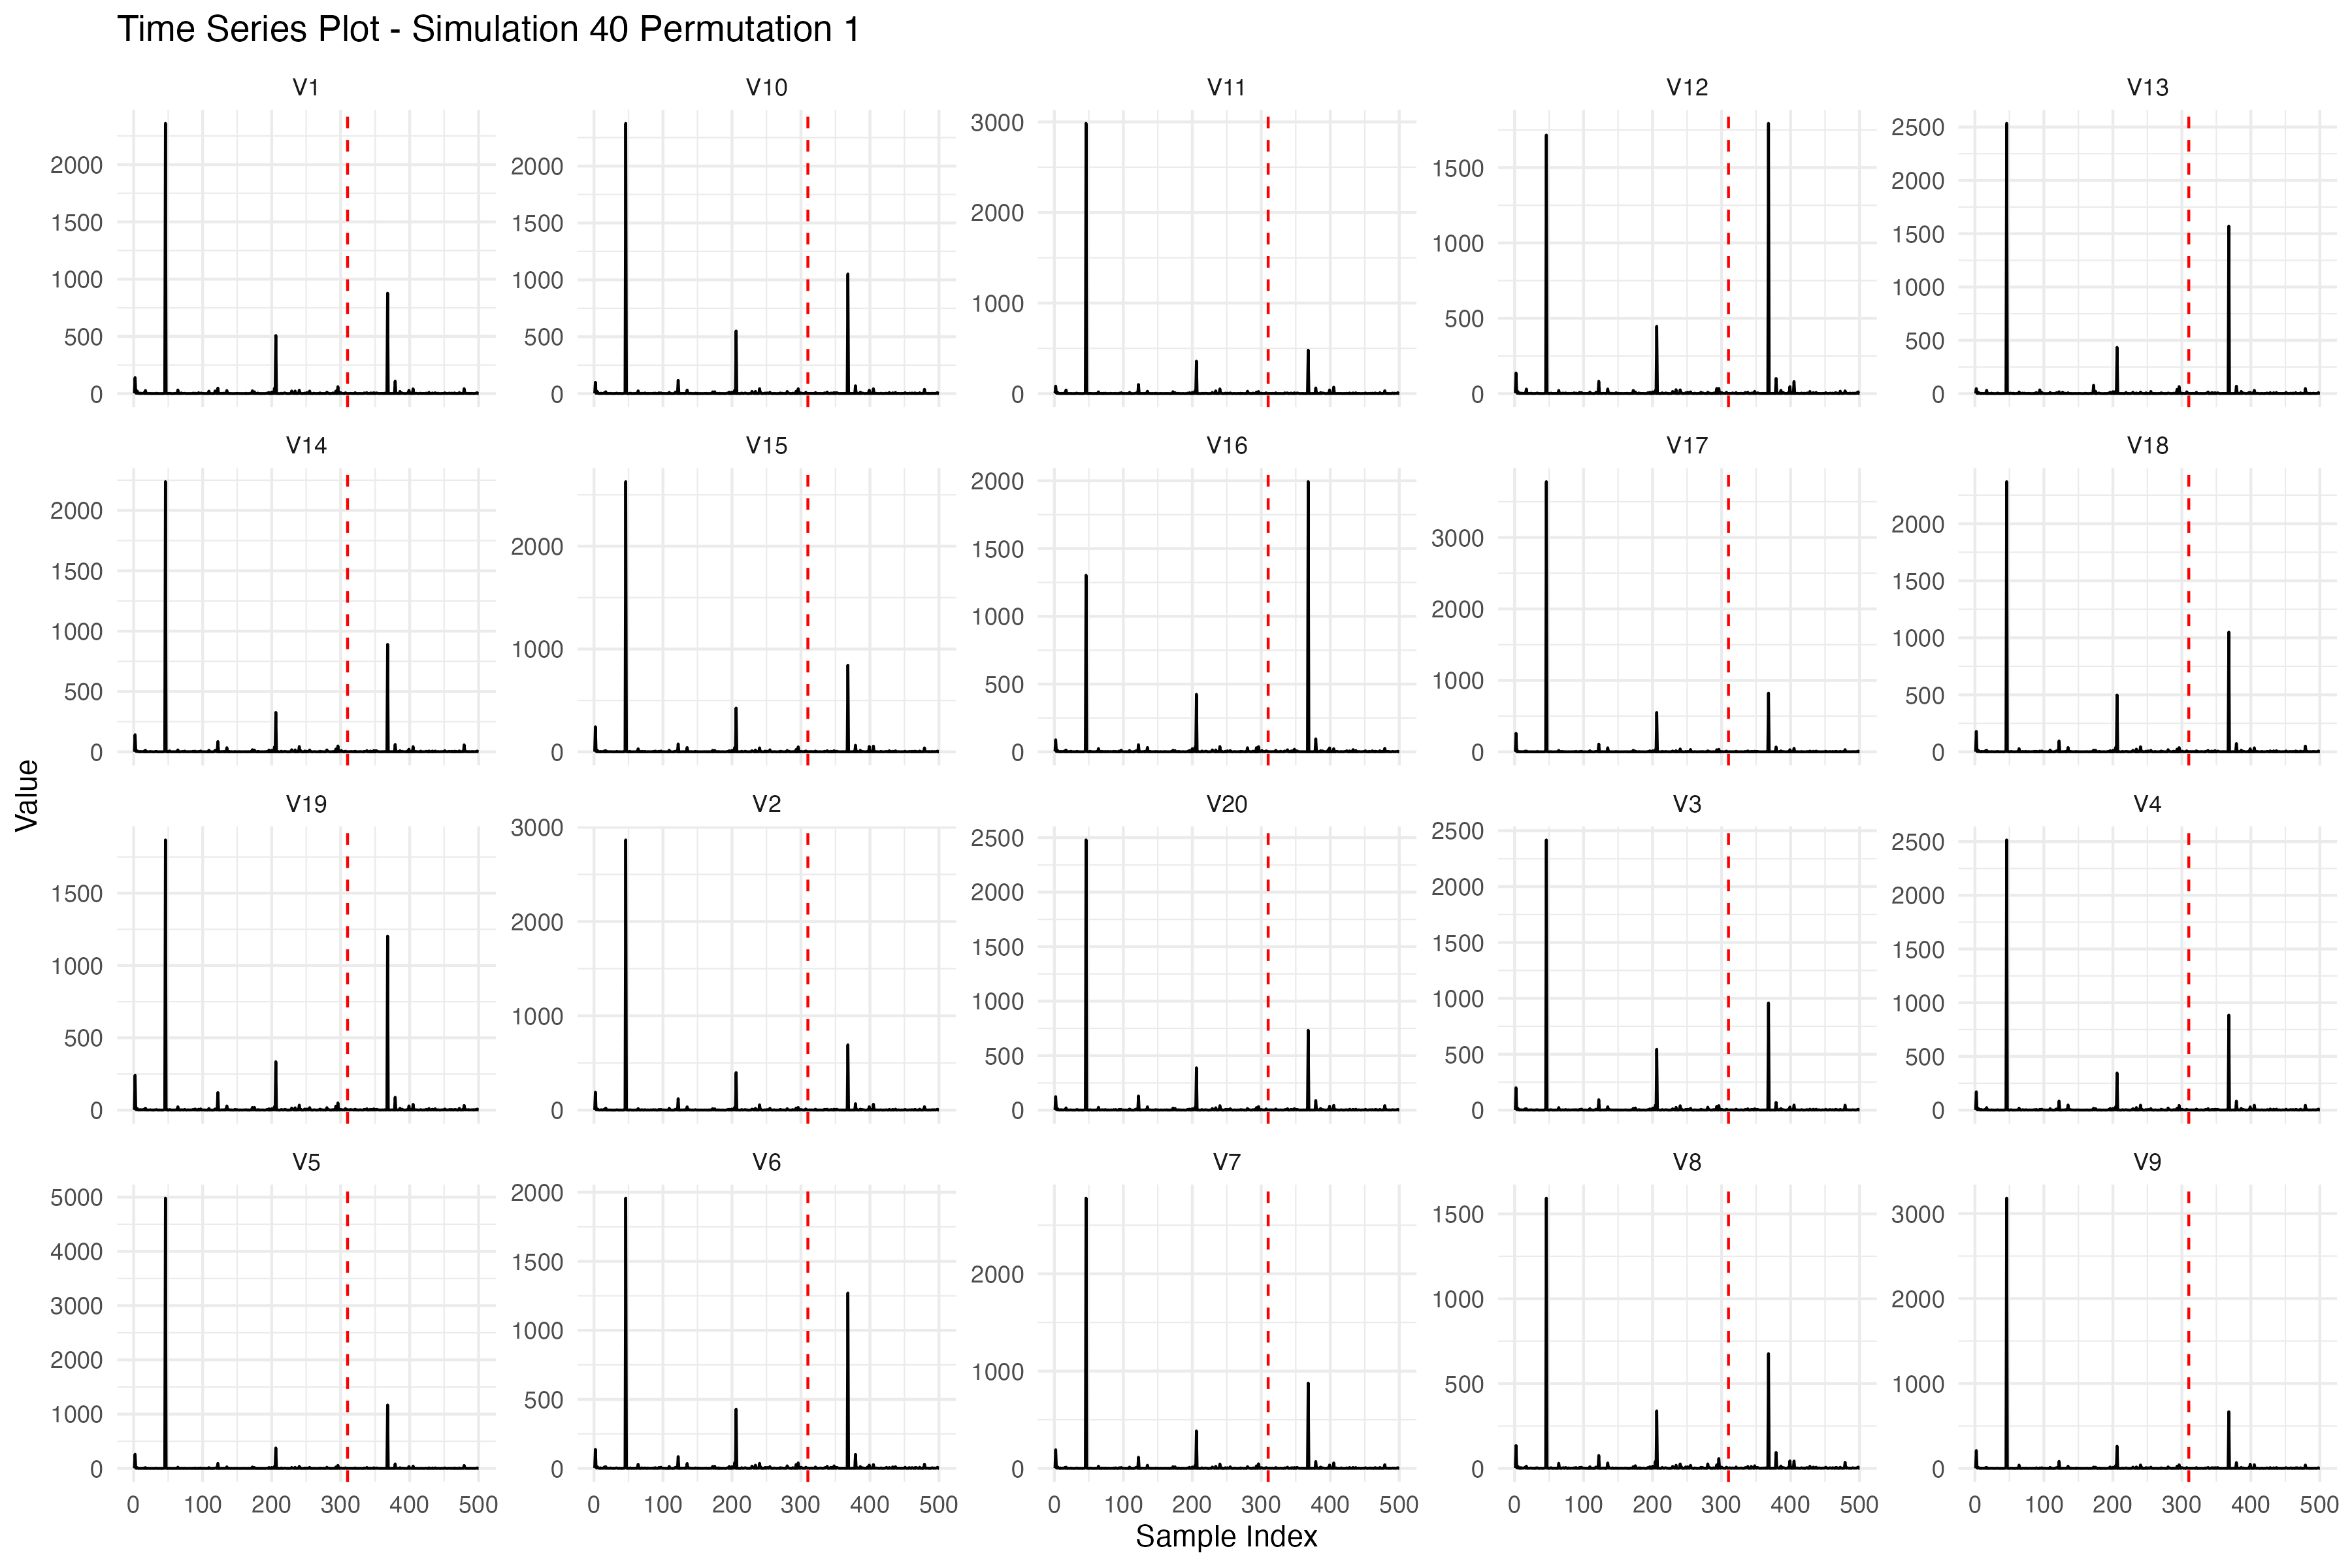 Time Series Plot - Simulation 40 Permutation 1
V1 V10 V11 V12 V13
2000 1500 1000 500 0
2000 1500 1000 500 0
3000 2000 1000 0
1500 1000 500 0
2500 2000 1500 1000 500 0
V14 V15 V16 V17 V18
2000 1500 1000 500 0
2000 1000 0
2000 1500 1000 500 0
3000 2000 1000 0
2000 1500 1000 500 0
Value
V19 V2 V20 V3 V4
1500 1000 500 0
3000 2000 1000 0
2500 2000 1500 1000 500 0
2500 2000 1500 1000 500 0
2500 2000 1500 1000 500 0
V5 V6 V7 V8 V9
5000 4000 3000 2000 1000 0
2000 1500 1000 500 0
2000 1000 0
1500 1000 500 0
3000 2000 1000 0
0 100 200 300 400 500 0 100 200 300 400 500 0 100 200 300 400 500 0 100 200 300 400 500 0 100 200 300 400 500
Sample Index